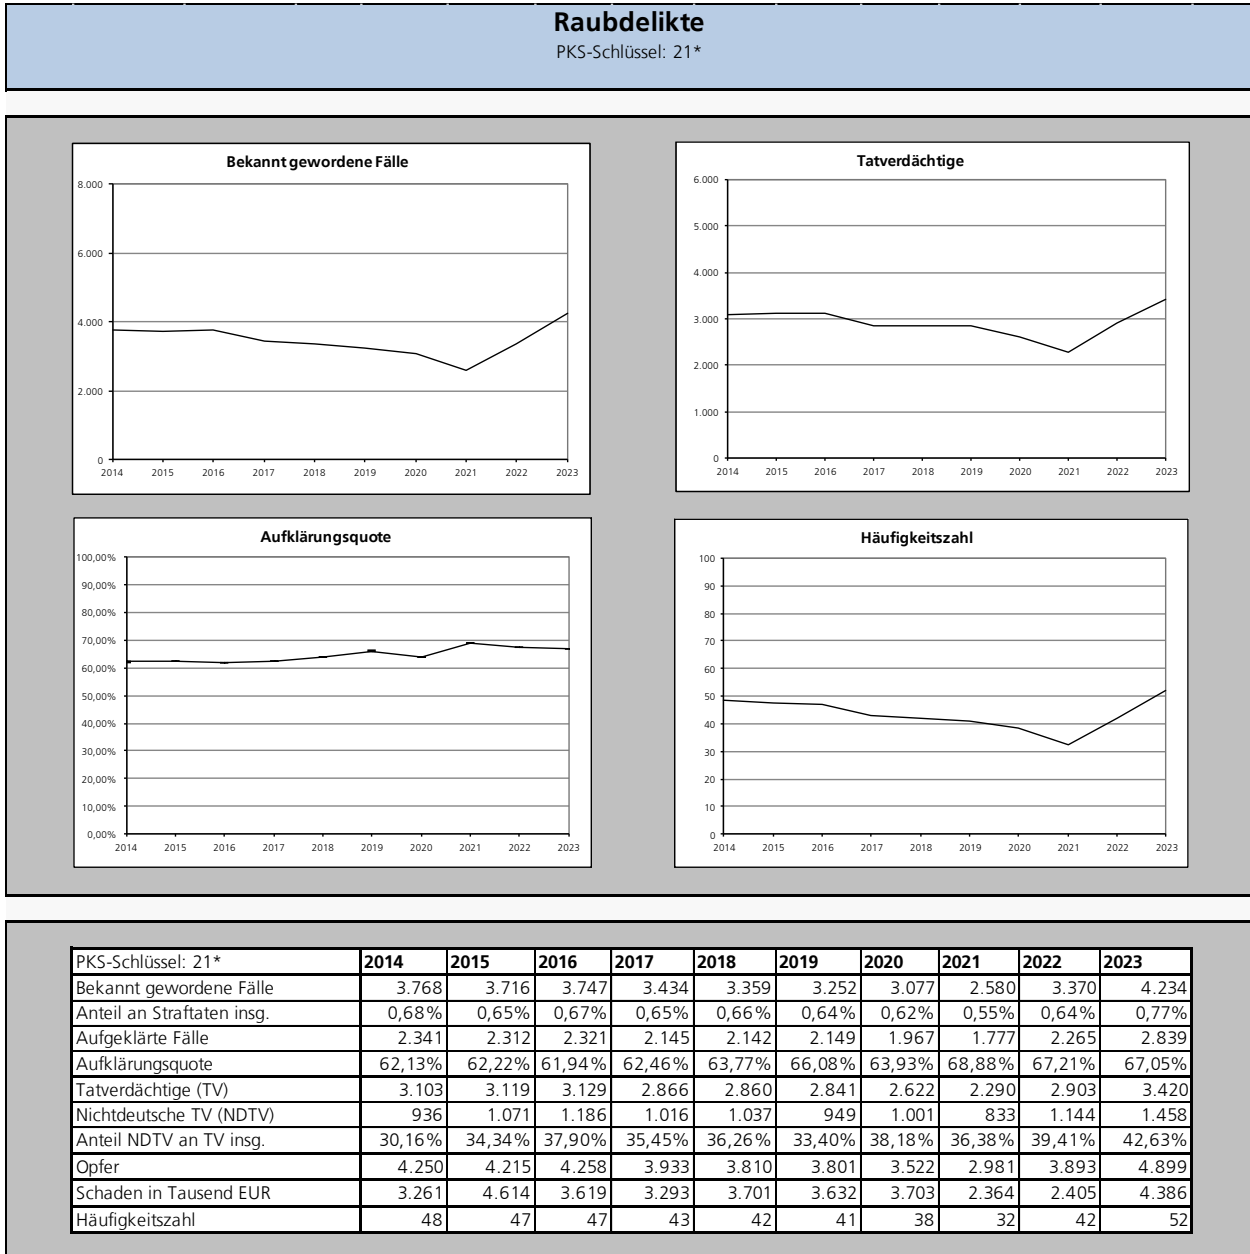 Raubdelikte
PKS-Schlüssel: 21*
Bekannt gewordene Fälle
8.000
6.000
4.000
2.000
0
2014 2015 2016 2017 2018 2019 2020 2021 2022 2023
Tatverdächtige
6.000
5.000
4.000
3.000
2.000
1.000
0
2014 2015 2016 2017 2018 2019 2020 2021 2022 2023
Aufklärungsquote
100,00%
90,00%
80,00%
70,00%
60,00%
50,00%
40,00%
30,00%
20,00%
10,00%
0,00%
2014 2015 2016 2017 2018 2019 2020 2021 2022 2023
Häufigkeitszahl
100
90
80
70
60
50
40
30
20
10
0
2014 2015 2016 2017 2018 2019 2020 2021 2022 2023
PKS-Schlüssel: 21* 2014 2015 2016 2017 2018 2019 2020 2021 2022 2023
Bekannt gewordene Fälle 3.768 3.716 3.747 3.434 3.359 3.252 3.077 2.580 3.370 4.234
Anteil an Straftaten insg. 0,68% 0,65% 0,67% 0,65% 0,66% 0,64% 0,62% 0,55% 0,64% 0,77%
Aufgeklärte Fälle 2.341 2.312 2.321 2.145 2.142 2.149 1.967 1.777 2.265 2.839
Aufklärungsquote 62,13% 62,22% 61,94% 62,46% 63,77% 66,08% 63,93% 68,88% 67,21% 67,05%
Tatverdächtige (TV) 3.103 3.119 3.129 2.866 2.860 2.841 2.622 2.290 2.903 3.420
Nichtdeutsche TV (NDTV) 936 1.071 1.186 1.016 1.037 949 1.001 833 1.144 1.458
Anteil NDTV an TV insg. 30,16% 34,34% 37,90% 35,45% 36,26% 33,40% 38,18% 36,38% 39,41% 42,63%
Opfer 4.250 4.215 4.258 3.933 3.810 3.801 3.522 2.981 3.893 4.899
Schaden in Tausend EUR 3.261 4.614 3.619 3.293 3.701 3.632 3.703 2.364 2.405 4.386
Häufigkeitszahl 48 47 47 43 42 41 38 32 42 52